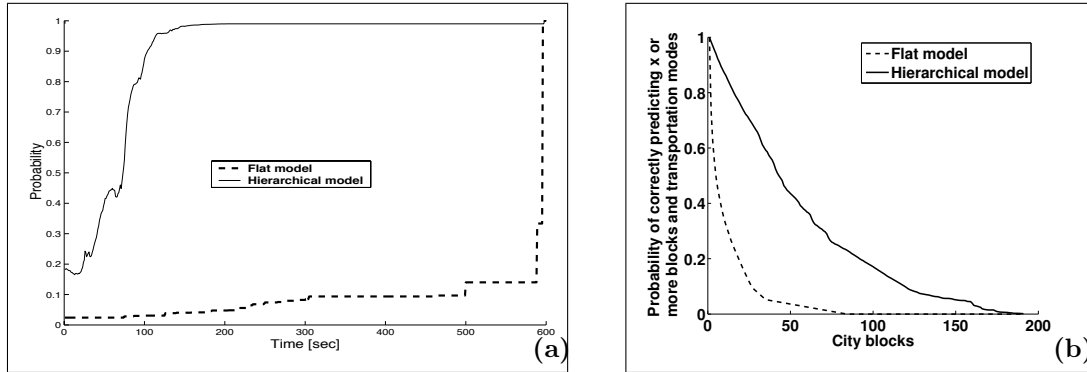 1
0.9
0.8
0.7
0.6
0.5
0.4
0.3
0.2
0.1
0
Probability
Flat model
Hierarchical model
0 100 200 300 400 500 600
Time [sec]
(a)
Probability of correctly predicting x or
more blocks and transportation modes
1
0.8
0.6
0.4
0.2
0
Flat model
Hierarchical model
0 50 100 150 200
City blocks
(b)